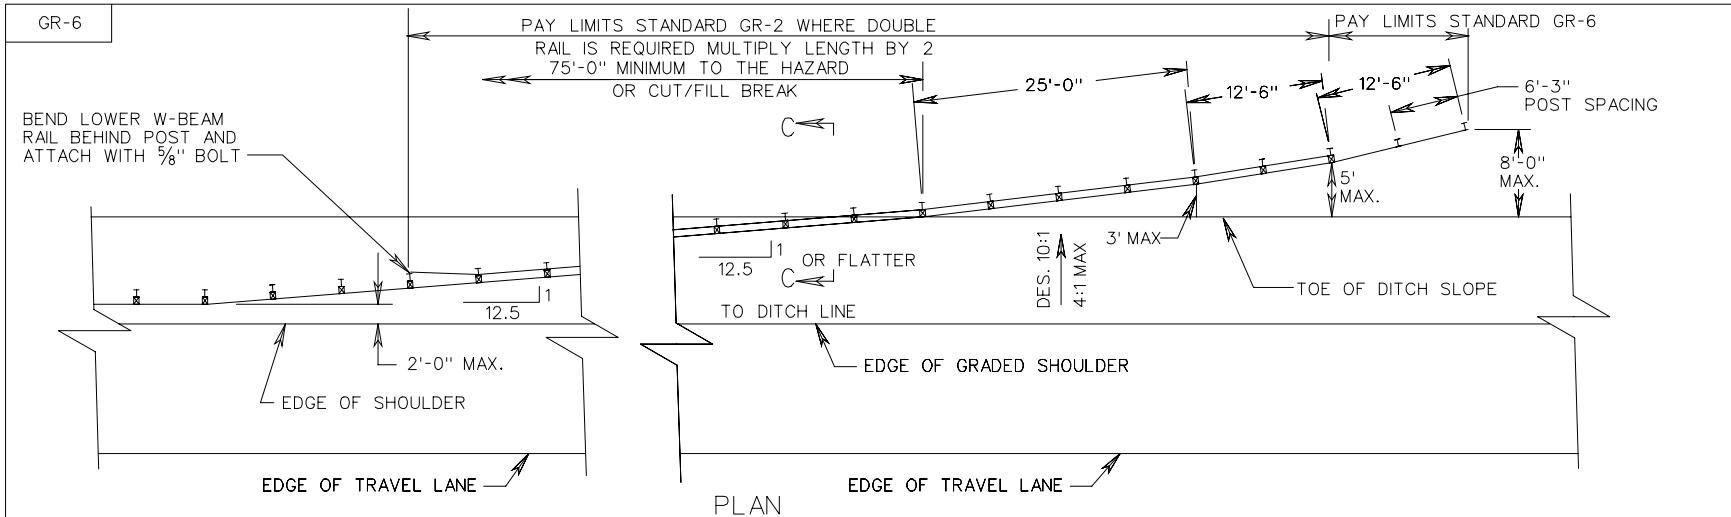 GR-6
PAY LIMITS STANDARD GR-2 WHERE DOUBLE
RAIL IS REQUIRED MULTIPLY LENGTH BY 2
75'-0" MINIMUM TO THE HAZARD
OR CUT/FILL BREAK
PAY LIMITS STANDARD GR-6
25'-0"
12'-6"
12'-6"
6'-3"
POST SPACING
BEND LOWER W-BEAM
RAIL BEHIND POST AND
ATTACH WITH 5/8" BOLT
C
8'-0"
MAX.
5'
MAX.
3' MAX
1
12.5
OR FLATTER
C
DES. 10:1
4:1 MAX
TOE OF DITCH SLOPE
1
12.5
TO DITCH LINE
2'-0" MAX.
EDGE OF GRADED SHOULDER
EDGE OF SHOULDER
EDGE OF TRAVEL LANE
EDGE OF TRAVEL LANE
PLAN